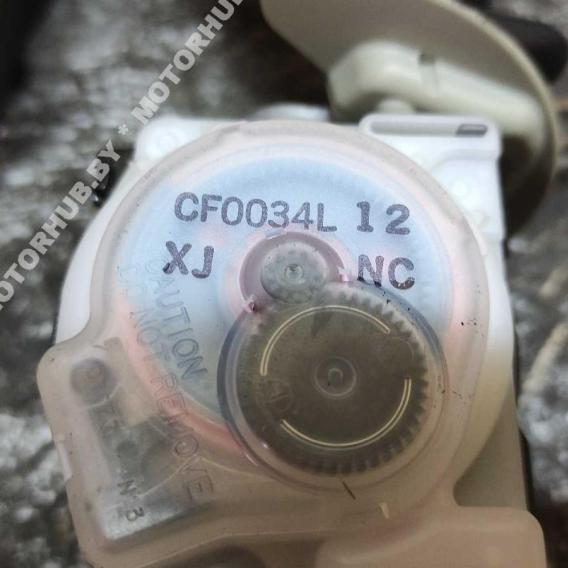 MOTORHUB.BY * MOTORHUB
CF0034L 12
XJ NC
CAUTION
DO NOT REMOVE